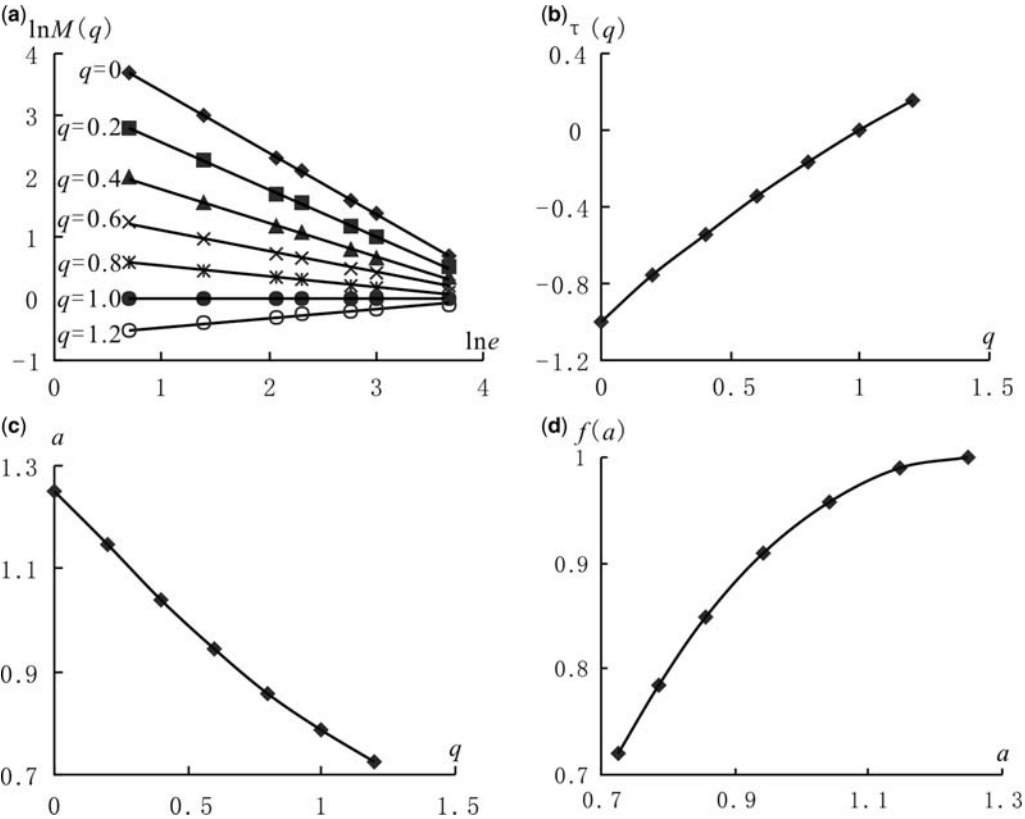 (a) lnM(q)
4
q=0
3
q=0.2
2
q=0.4
1
q=0.6
q=0.8
0
q=1.0
q=1.2
lne
-1
0 1 2 3 4
(b) τ (q)
0.4
0
-0.4
-0.8
q
-1.2
0 0.5 1 1.5
(c) a
1.3
1.1
0.9
q
0.7
0 0.5 1 1.5
(d) f(a)
1
0.9
0.8
a
0.7
0.7 0.9 1.1 1.3